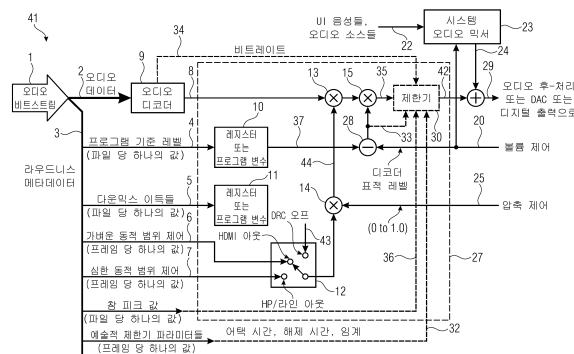 41
UI 음성들,
오디오 소스들
22
시스템
오디오 믹서
23
24
34
비트레이트
1
오디오
비트스트림
2
오디오
데이터
9
오디오
디코더
8
13
15
35
제한기
42
29
오디오 후-처리
또는 DAC 또는
디지털 출력으로
3
10
레지스터
또는
프로그램 변수
37
28
33
30
20
볼륨 제어
프로그램 기준 레벨
(파일 당 하나의 값)
4
라우드니스
메타데이터
44
디코더
표적 레벨
11
레지스터
또는
프로그램 변수
다운믹스 이득들
(파일 당 하나의 값)
5
14
25
압축 제어
(0 to 1.0)
6
가벼운 동적 범위 제어
(프레임 당 하나의 값)
DRC 오프
HDMI 아웃
43
7
심한 동적 범위 제어
(프레임 당 하나의 값)
12
36
27
참 피크 값
(파일 당 하나의 값)
HP/라인 아웃
예술적 제한기 파라미터들
(프레임 당 하나의 값)
어택 시간, 해제 시간, 임계
32